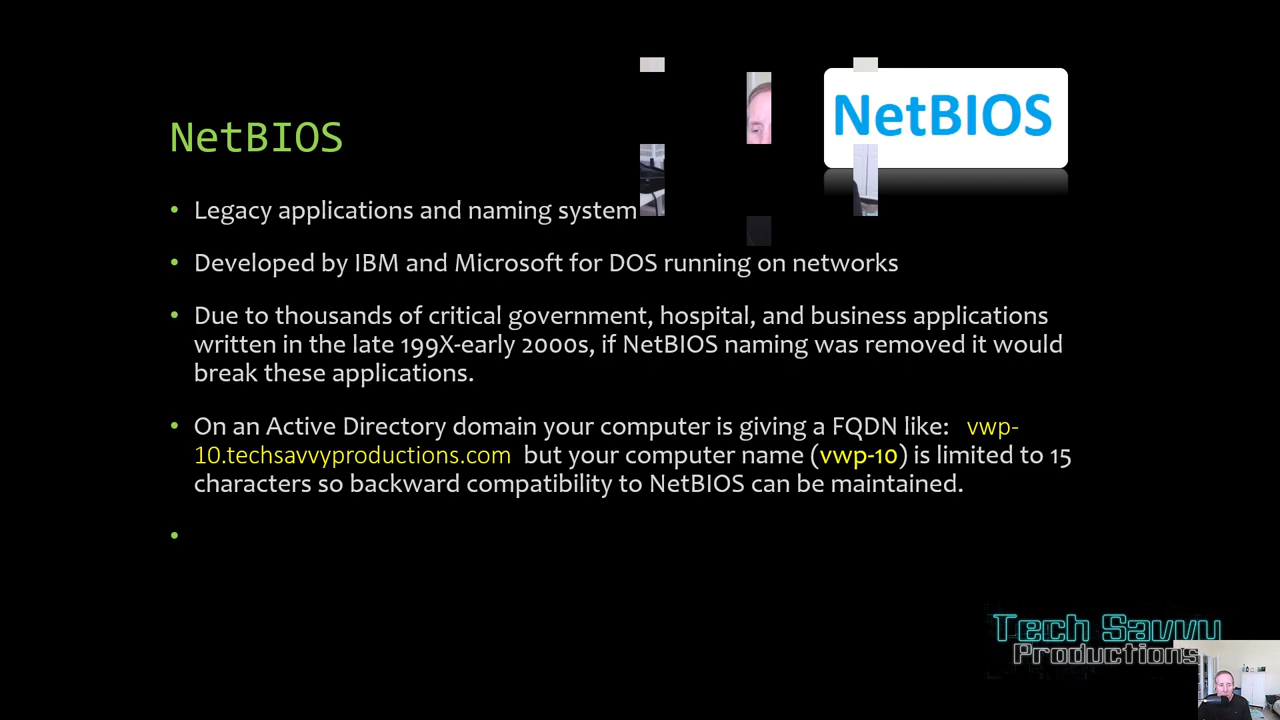 NetBIOS
NetBIOS
• Legacy applications and naming system
• Developed by IBM and Microsoft for DOS running on networks
• Due to thousands of critical government, hospital, and business applications
written in the late 199X-early 2000s, if NetBIOS naming was removed it would
break these applications.
• On an Active Directory domain your computer is giving a FQDN like: vwp-
10.techsavvyproductions.com but your computer name (vwp-10) is limited to 15
characters so backward compatibility to NetBIOS can be maintained.
•
Tech Savvy
Productions